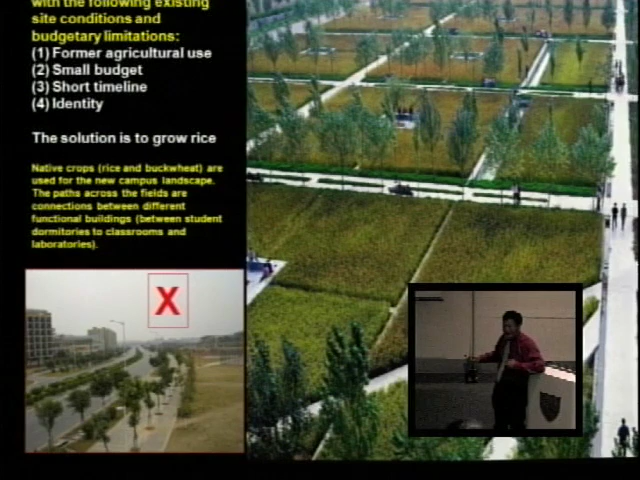 with the following existing
site conditions and
budgetary limitations:
(1) Former agricultural use
(2) Small budget
(3) Short timeline
(4) Identity
The solution is to grow rice
Native crops (rice and buckwheat) are
used for the new campus landscape.
The paths across the fields are
connections between different
functional buildings (between student
dormitories to classrooms and
laboratories).
X